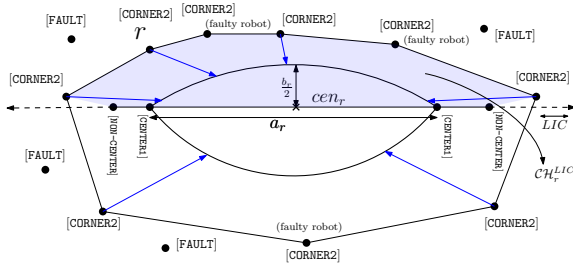 [CORNER2]
[CORNER2]
[FAULT]
r
(faulty robot)
[CORNER2]
[FAULT]
[CORNER2]
(faulty robot)
[CORNER2]
[CORNER2]
b_r/2
cen_r
a_r
LIC
[NON-CENTER]
[CENTER1]
[CENTER1]
[NON-CENTER]
CH_r^LIC
[FAULT]
[CORNER2]
(faulty robot)
[CORNER2]
[FAULT]
[CORNER2]